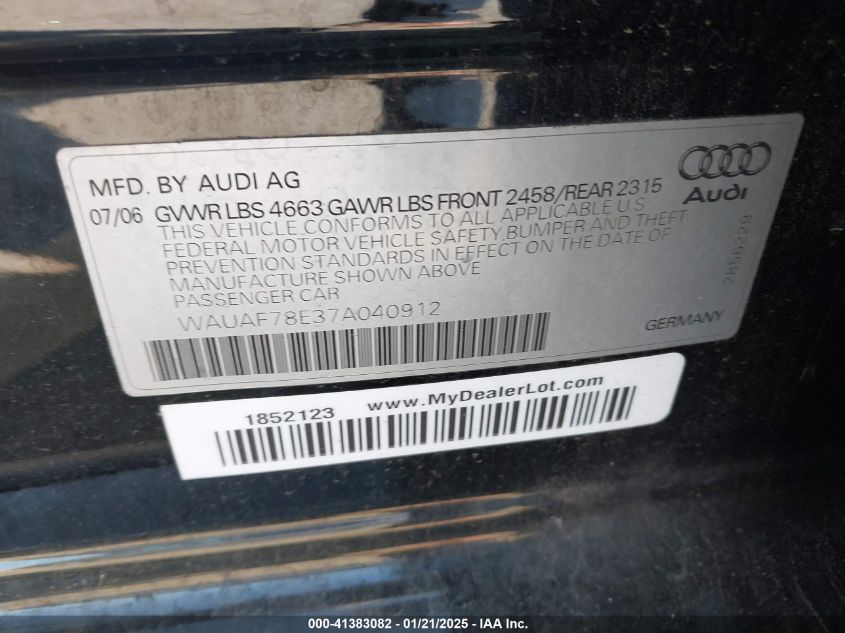 MFD. BY AUDI AG
07/06 GVWR LBS 4663 GAWR LBS FRONT 2458/REAR 2315
THIS VEHICLE CONFORMS TO ALL APPLICABLE U S
FEDERAL MOTOR VEHICLE SAFETY, BUMPER AND THEFT
PREVENTION STANDARDS IN EFFECT ON THE DATE OF
MANUFACTURE SHOWN ABOVE
PASSENGER CAR
WAUAF78E37A040912
Audi
2856229
GERMANY
1852123 www.MyDealerLot.com
000-41383082 / 01/21/2025 - IAA Inc.